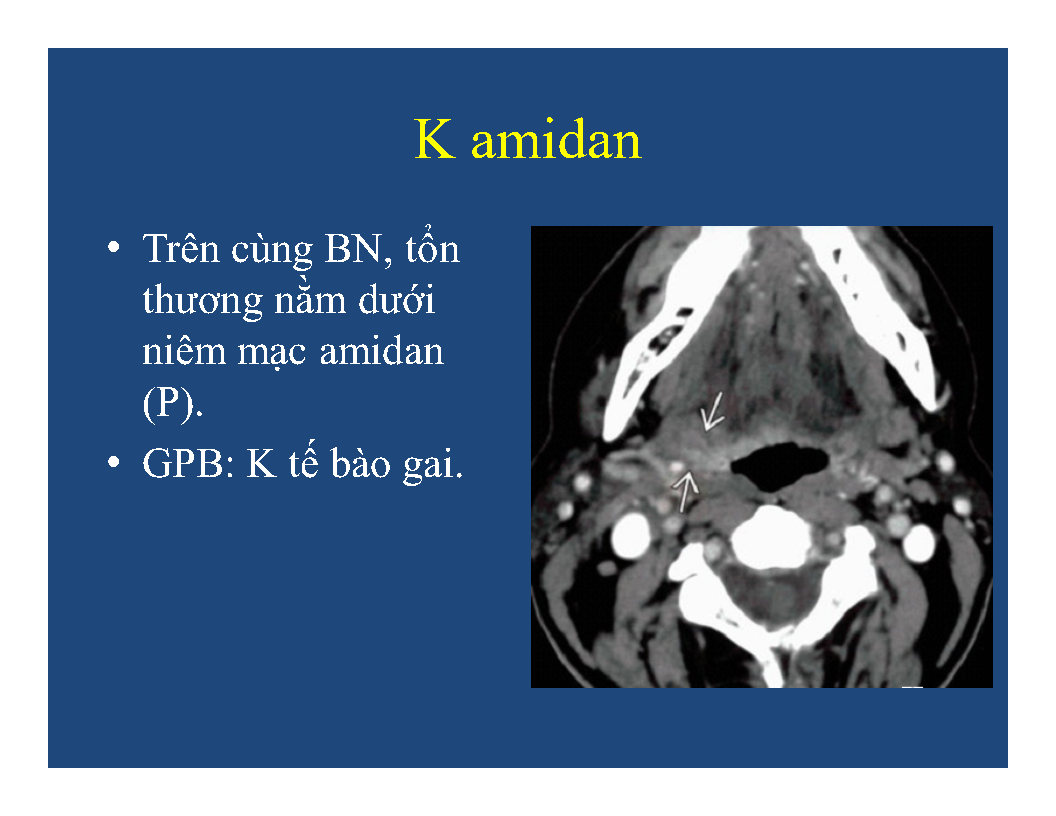 K amidan
• Trên cùng BN, tổn
thương nằm dưới
niêm mạc amidan
(P).
• GPB: K tế bào gai.